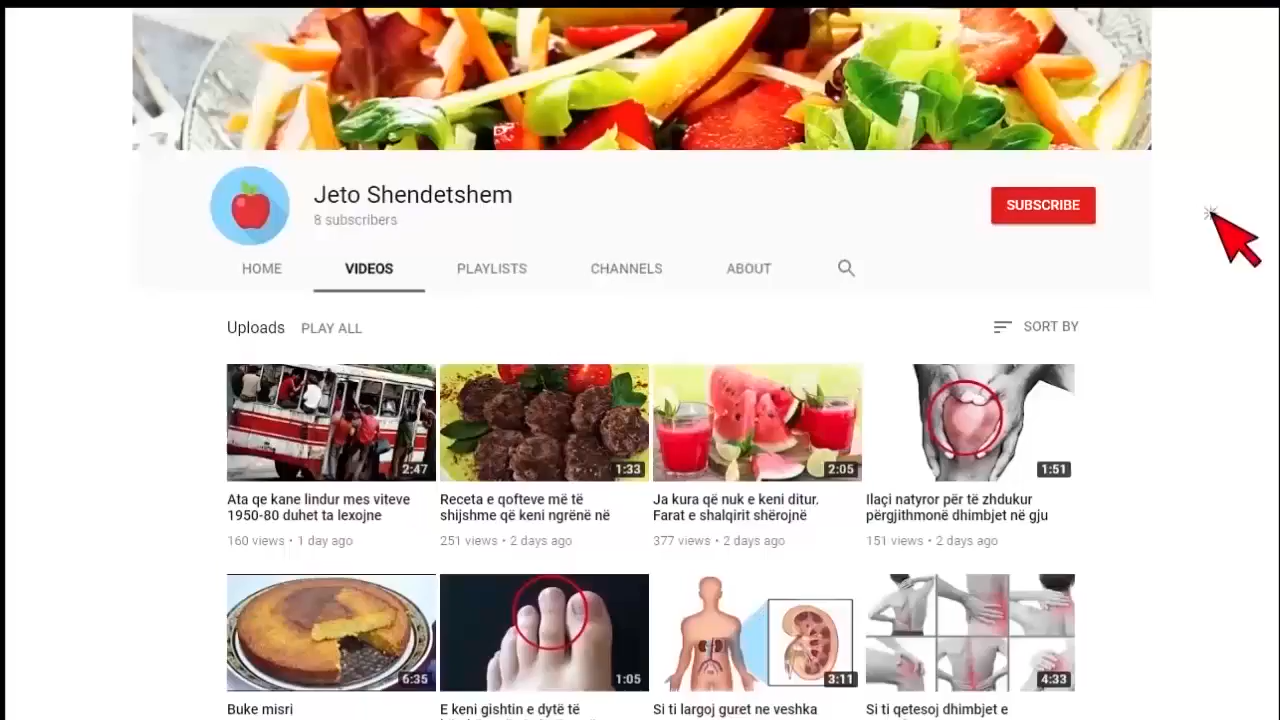 Jeto Shendetshem
8 subscribers
SUBSCRIBE
HOME
VIDEOS
PLAYLISTS
CHANNELS
ABOUT
Uploads
PLAY ALL
SORT BY
2:47
1:33
2:05
1:51
Ata qe kane lindur mes viteve
1950-80 duhet ta lexojne
160 views • 1 day ago
Receta e qofteve më të
shijshme që keni ngrënë në
251 views • 2 days ago
Ja kura që nuk e keni ditur.
Farat e shalqirit shërojnë
377 views • 2 days ago
Ilaçi natyror për të zhdukur
përgjithmonë dhimbjet në gju
151 views • 2 days ago
6:35
1:05
3:11
4:33
Buke misri
E keni gishtin e dytë të
Si ti largoj guret ne veshka
Si ti qetesoj dhimbjet e